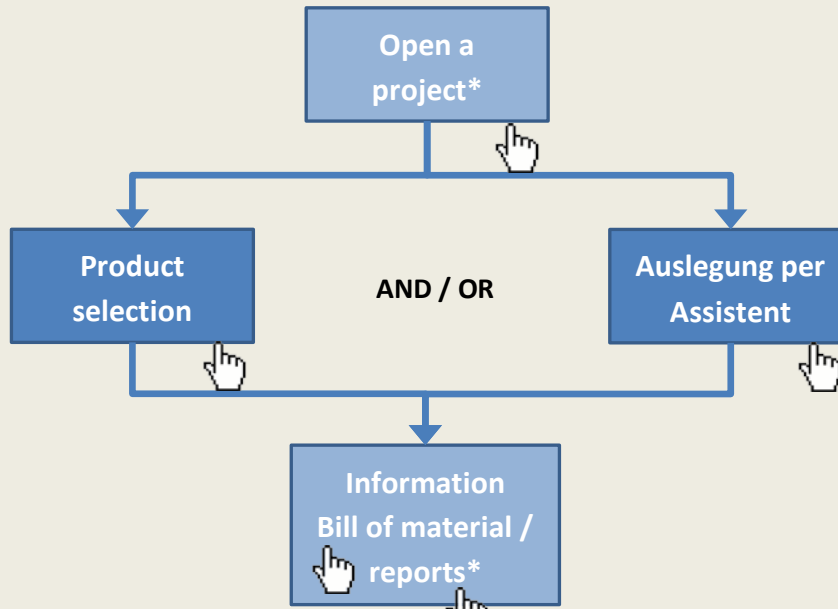 Open a
project*
Product
selection
AND / OR
Auslegung per
Assistent
Information
Bill of material /
reports*